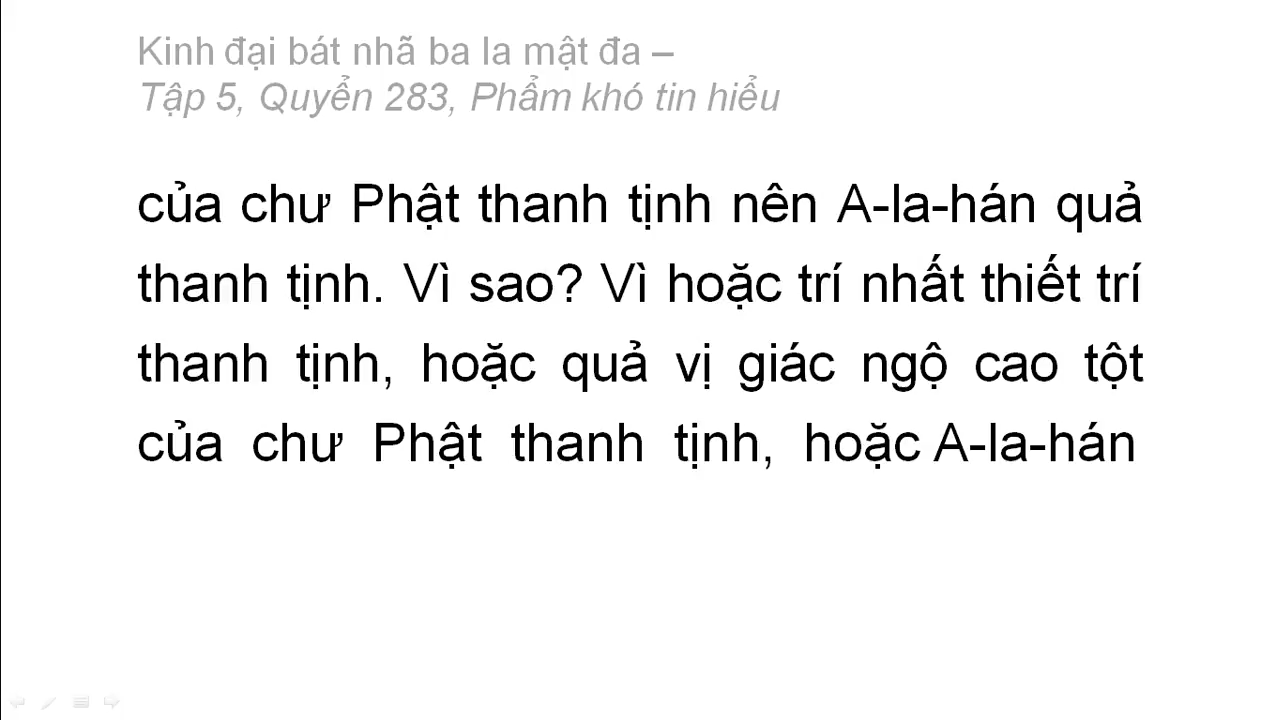 Kinh đại bát nhã ba la mật đa –
Tập 5, Quyển 283, Phẩm khó tin hiểu
của chư Phật thanh tịnh nên A-la-hán quả
thanh tịnh. Vì sao? Vì hoặc trí nhất thiết trí
thanh tịnh, hoặc quả vị giác ngộ cao tột
của chư Phật thanh tịnh, hoặc A-la-hán